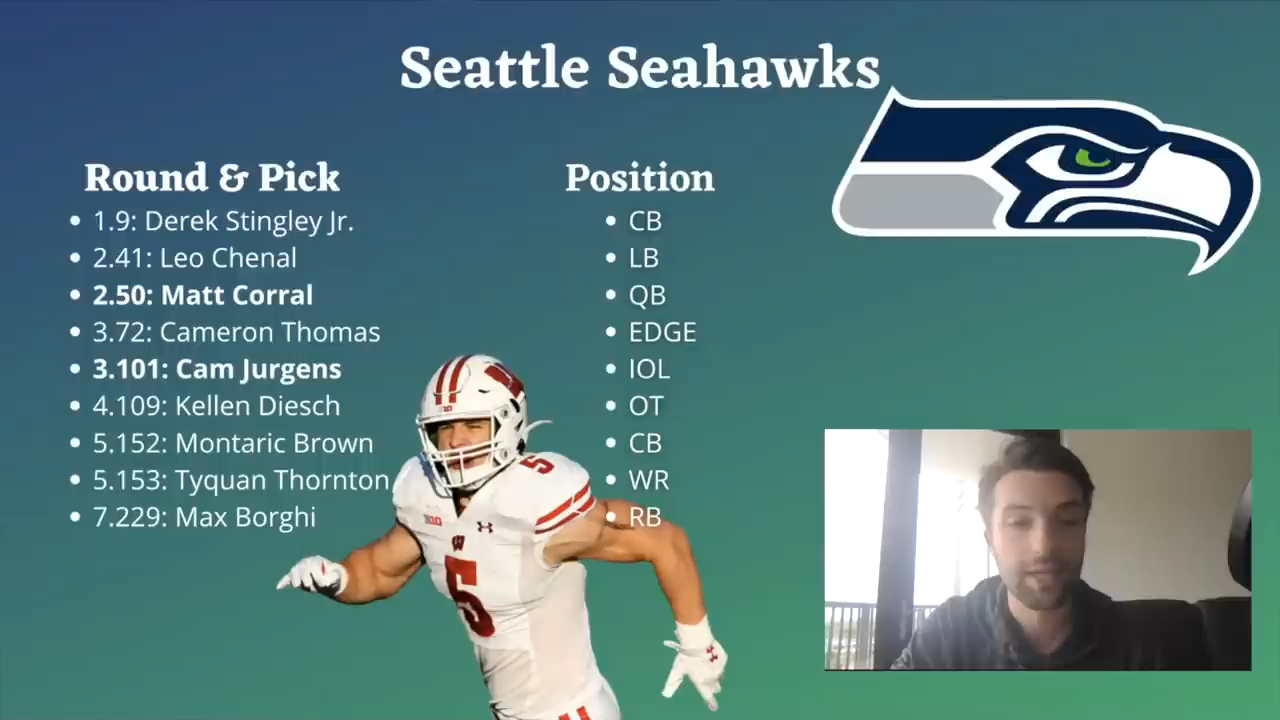 Seattle Seahawks
Round & Pick
Position
1.9: Derek Stingley Jr.
CB
2.41: Leo Chenal
LB
2.50: Matt Corral
QB
3.72: Cameron Thomas
EDGE
3.101: Cam Jurgens
IOL
4.109: Kellen Diesch
OT
5.152: Montaric Brown
CB
5.153: Tyquan Thornton
WR
7.229: Max Borghi
RB
5
W
5